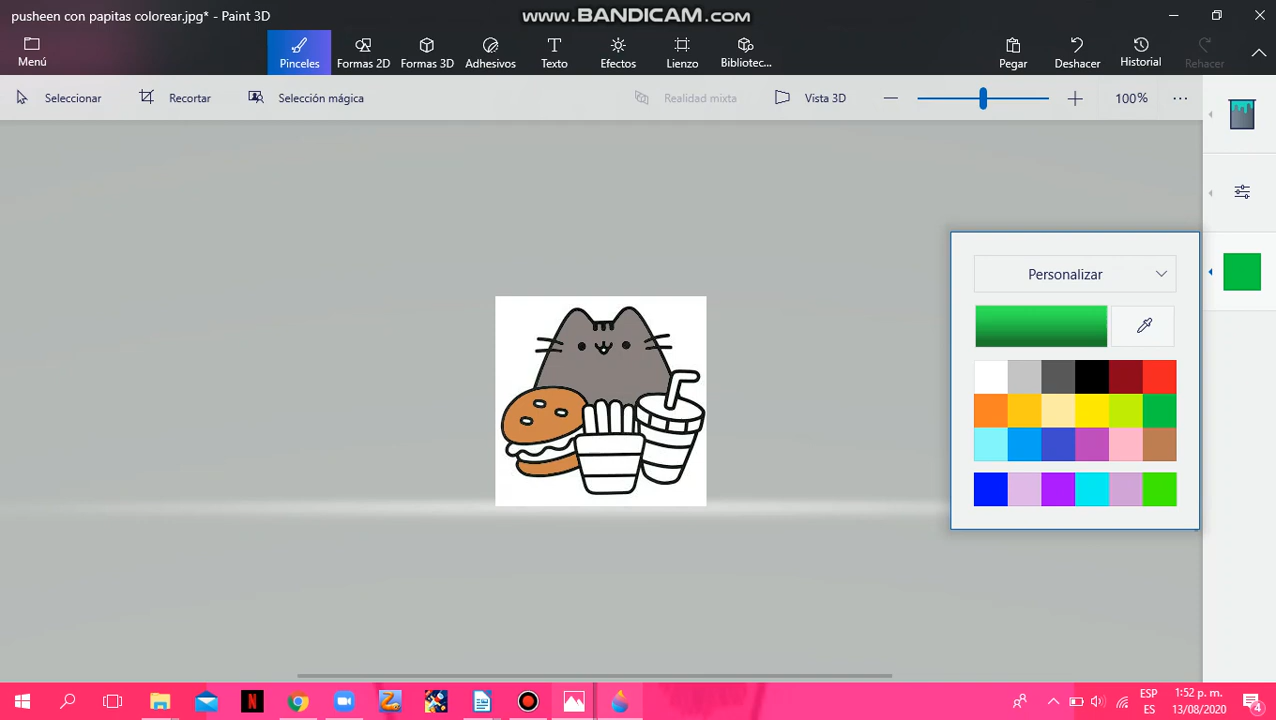 pusheen con papitas colorear.jpg* - Paint 3D
www.BANDICAM.com
Menú
Pinceles
Formas 2D
Formas 3D
Adhesivos
Texto
Efectos
Lienzo
Bibliotec...
Pegar
Deshacer
Historial
Rehacer
Seleccionar
Recortar
Selección mágica
Realidad mixta
Vista 3D
100%
Personalizar
N
ESP
ES
1:52 p. m.
13/08/2020
4